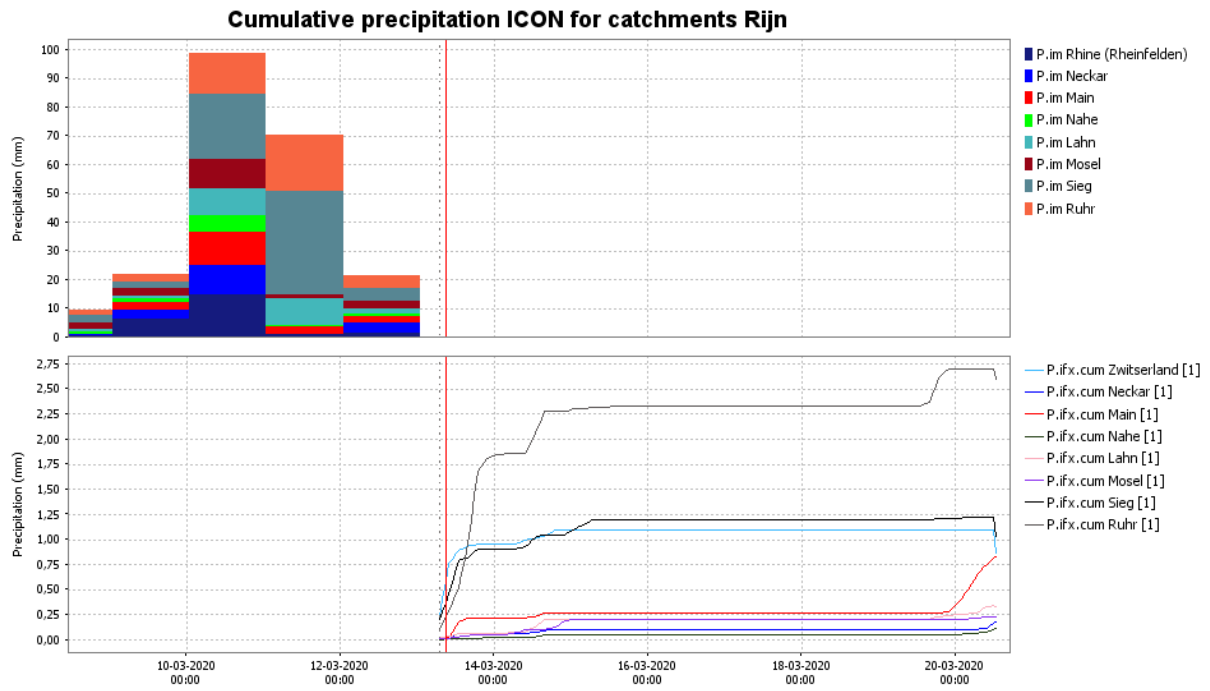 Cumulative precipitation ICON for catchments Rijn
Precipitation (mm)
100
90
80
70
60
50
40
30
20
10
0
P.im Rhine (Rheinfelden)
P.im Neckar
P.im Main
P.im Nahe
P.im Lahn
P.im Mosel
P.im Sieg
P.im Ruhr
Precipitation (mm)
2,75
2,50
2,25
2,00
1,75
1,50
1,25
1,00
0,75
0,50
0,25
0,00
P.ifx.cum Zwitserland [1]
P.ifx.cum Neckar [1]
P.ifx.cum Main [1]
P.ifx.cum Nahe [1]
P.ifx.cum Lahn [1]
P.ifx.cum Mosel [1]
P.ifx.cum Sieg [1]
P.ifx.cum Ruhr [1]
10-03-2020 12-03-2020 14-03-2020 16-03-2020 18-03-2020 20-03-2020
00:00 00:00 00:00 00:00 00:00 00:00